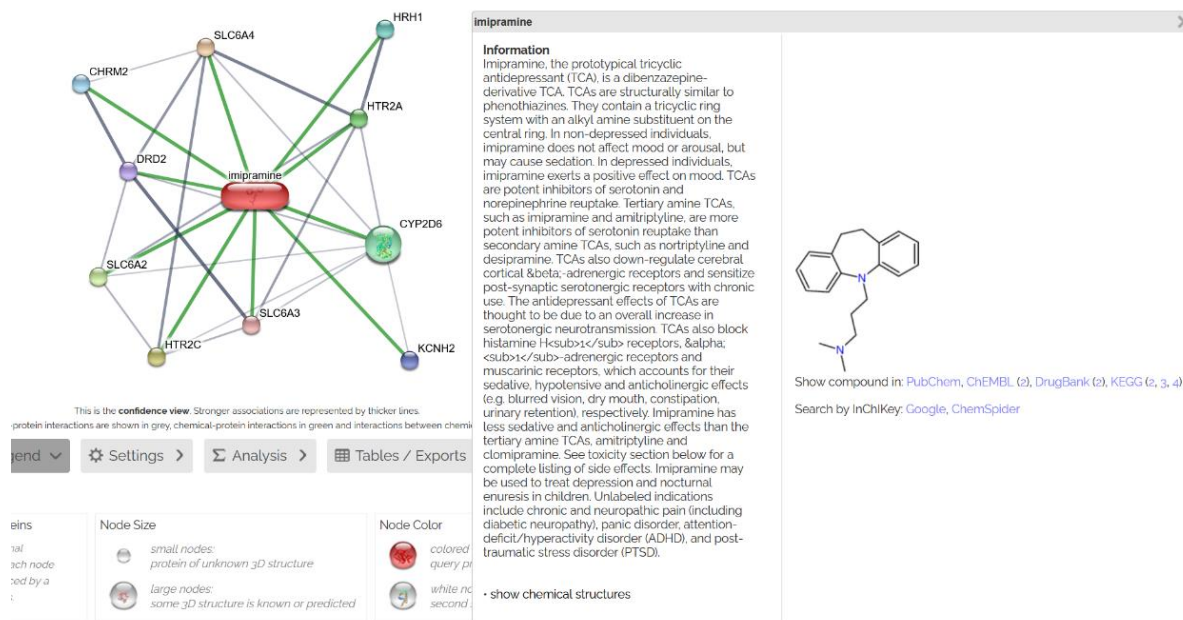 HRH1
SLC6A4
CHRM2
HTR2A
DRD2
imipramine
CYP2D6
SLC6A2
SLC6A3
HTR2C
KCNH2
This is the confidence view. Stronger associations are represented by thicker lines.
-protein interactions are shown in grey, chemical-protein interactions in green and interactions between
Settings
Analysis
Tables / Exports
Node Size
small nodes:
protein of unknown 3D structure
large nodes:
some 3D structure is known or predicted
Node Color
colored
query
second
imipramine
Information
Imipramine, the prototypical tricyclic
antidepressant (TCA), is a dibenzazepine-
derivative TCA. TCAs are structurally similar to
phenothiazines. They contain a tricyclic ring
system with an alkyl amine substituent on the
central ring. In non-depressed individuals,
imipramine does not affect mood or arousal, but
may cause sedation. In depressed individuals,
imipramine exerts a positive effect on mood. TCAs
are potent inhibitors of serotonin and
norepinephrine reuptake. Tertiary amine TCAs,
such as imipramine and amitriptyline, are more
potent inhibitors of serotonin reuptake than
secondary amine TCAs, such as nortriptyline and
desipramine. TCAs also down-regulate cerebral
cortical &beta;-adrenergic receptors and sensitize
post-synaptic serotonergic receptors with chronic
use. The antidepressant effects of TCAs are
thought to be due to an overall increase in
serotonergic neurotransmission. TCAs also block
histamine H<sub>1</sub> receptors, &alpha;
<sub>1</sub>-adrenergic receptors and
muscarinic receptors, which accounts for their
sedative, hypotensive and anticholinergic effects
(e.g. blurred vision, dry mouth, constipation,
urinary retention), respectively. Imipramine has
less sedative and anticholinergic effects than the
tertiary amine TCAs, amitriptyline and
clomipramine. See toxicity section below for a
complete listing of side effects. Imipramine may
be used to treat depression and nocturnal
enuresis in children. Unlabeled indications
include chronic and neuropathic pain (including
diabetic neuropathy), panic disorder, attention-
deficit/hyperactivity disorder (ADHD), and post-
traumatic stress disorder (PTSD).
• show chemical structures
N
N
Show compound in: PubChem, ChEMBL (2), DrugBank (2), KEGG (2, 3, 4)
Search by InChIKey: Google, ChemSpider